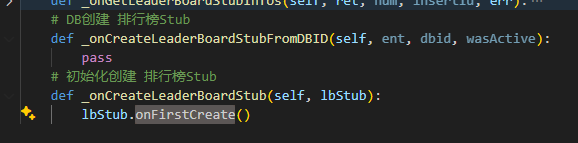 def _onGetLeaderBoardStubInfos(self, ret, num, insertid, err): …
# DB创建 排行榜Stub
def _onCreateLeaderBoardStubFromDBID(self, ent, dbid, wasActive):
pass
# 初始化创建 排行榜Stub
def _onCreateLeaderBoardStub(self, lbStub):
lbStub.onFirstCreate()